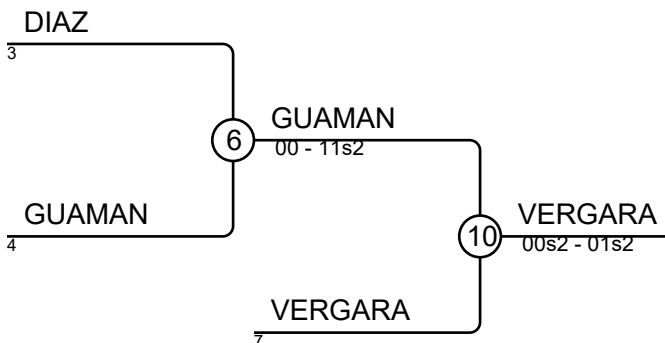 DIAZ
3
6
GUAMAN
00 - 11s2
GUAMAN
4
10
VERGARA
00s2 - 01s2
VERGARA
7